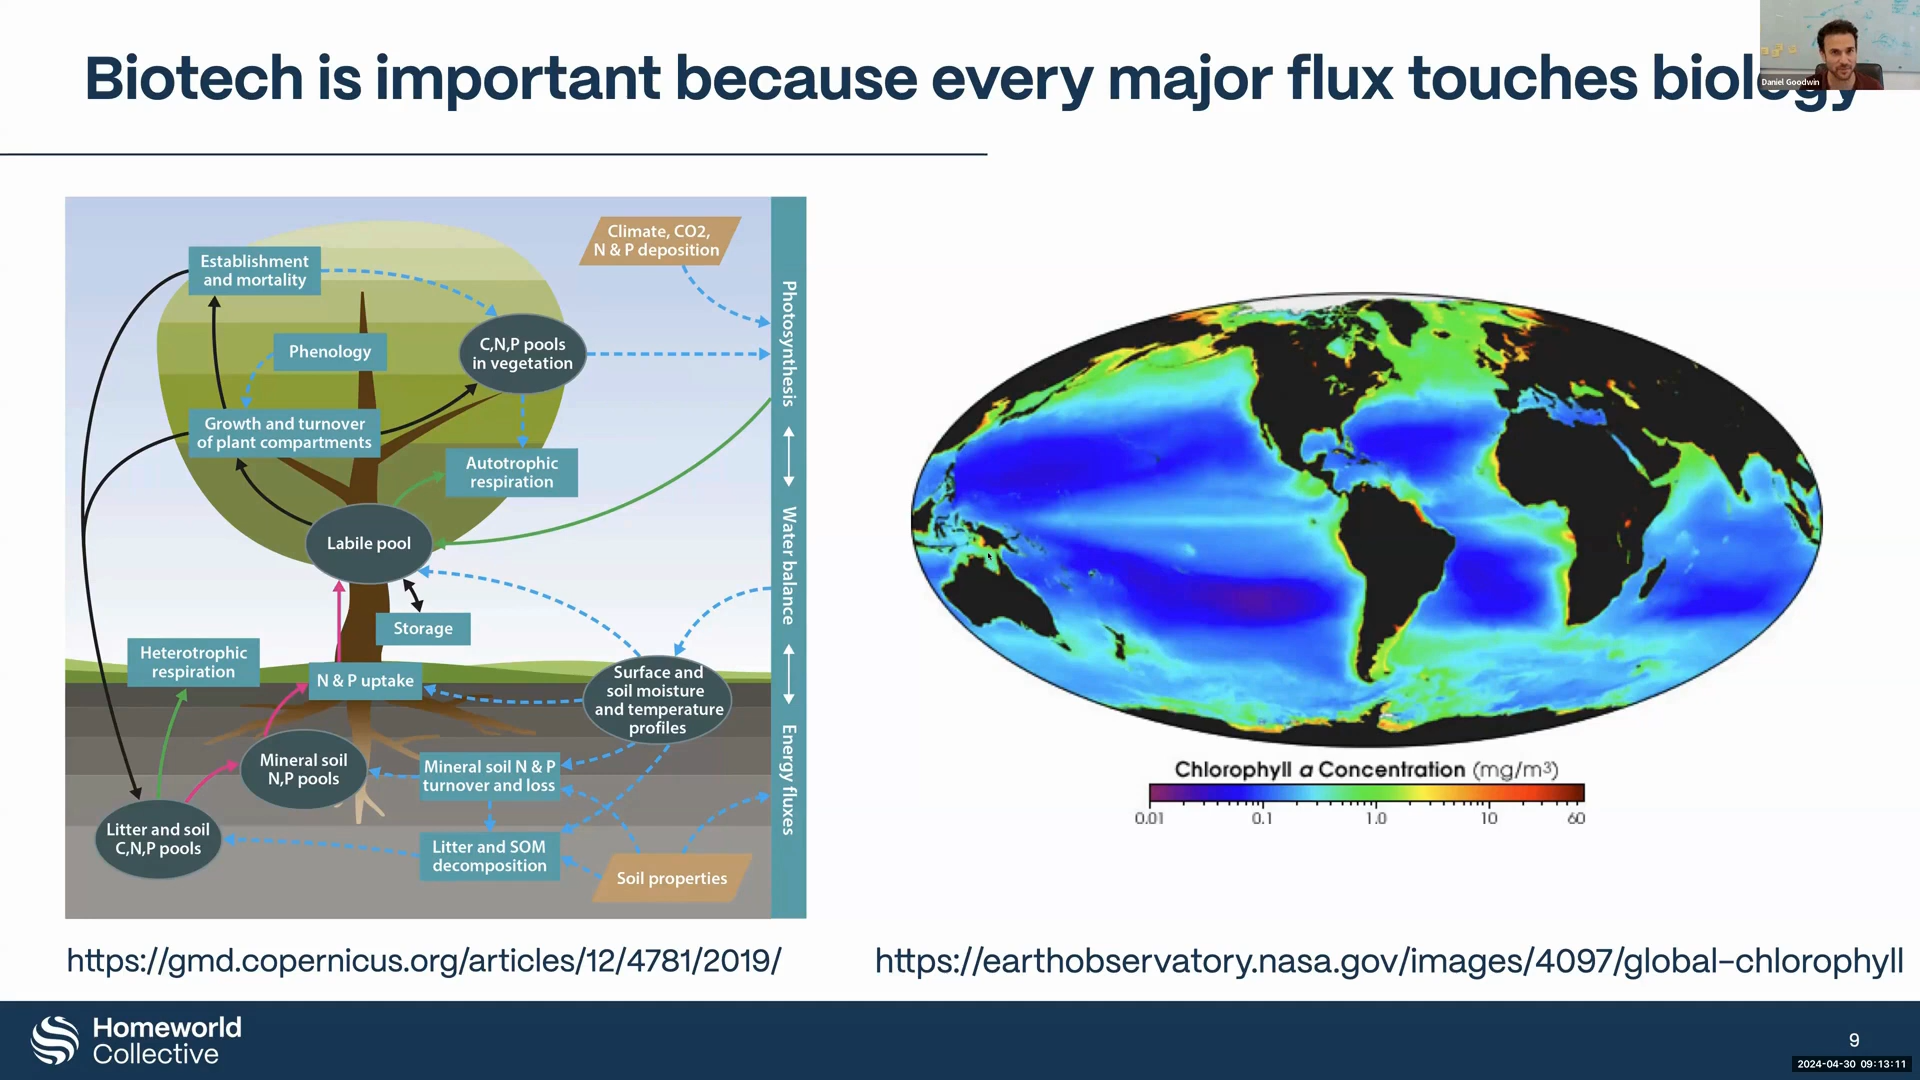 Biotech is important because every major flux touches biology
Daniel Goodwin
Climate, CO2,
N & P deposition
Establishment
and mortality
Phenology
C,N,P pools
in vegetation
Growth and turnover
of plant compartments
Autotrophic
respiration
Labile pool
Storage
Heterotrophic
respiration
N & P uptake
Surface and
soil moisture
and temperature
profiles
Mineral soil
N,P pools
Mineral soil N & P
turnover and loss
Litter and soil
C,N,P pools
Litter and SOM
decomposition
Soil properties
Photosynthesis
Water balance
Energy fluxes
Chlorophyll a Concentration (mg/m³)
0.01 0.1 1.0 10 60
https://gmd.copernicus.org/articles/12/4781/2019/
https://earthobservatory.nasa.gov/images/4097/global-chlorophyll
Homeworld
Collective
9
2024-04-30 09:13:11